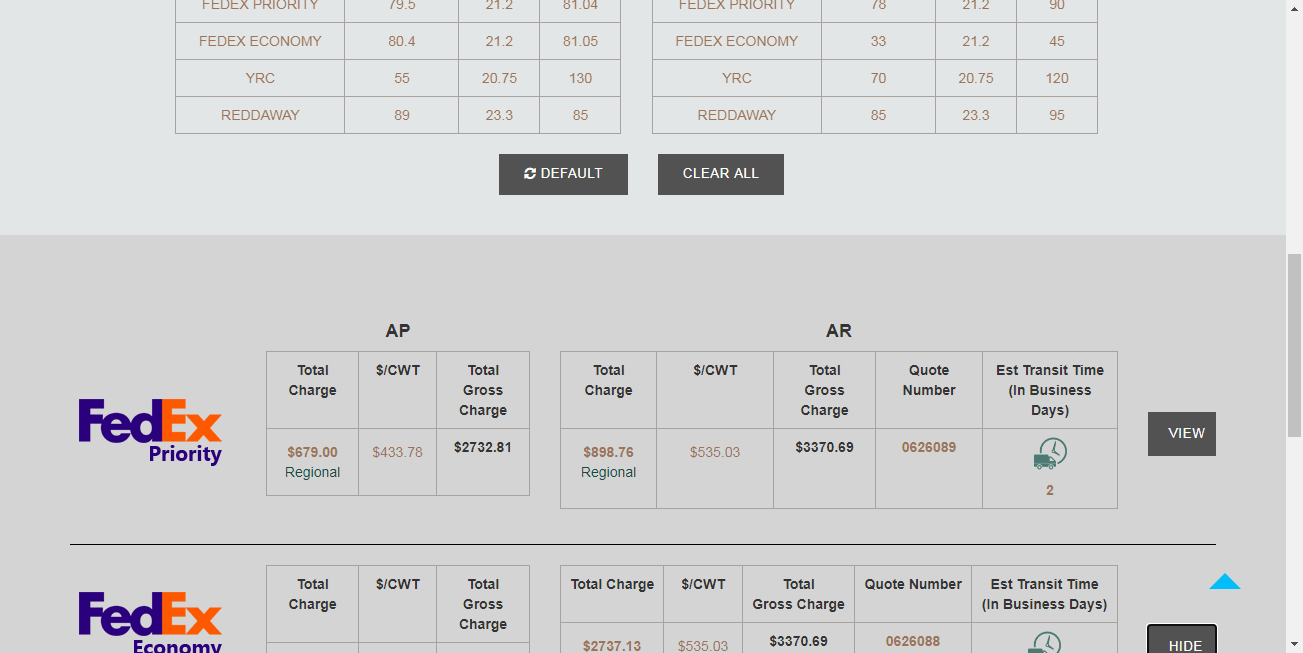 FEDEX PRIORITY 79.5 21.2 81.04 FEDEX PRIORITY 78 21.2 90
FEDEX ECONOMY 80.4 21.2 81.05 FEDEX ECONOMY 33 21.2 45
YRC 55 20.75 130 YRC 70 20.75 120
REDDAWAY 89 23.3 85 REDDAWAY 85 23.3 95
DEFAULT CLEAR ALL
AP AR
Total $/CWT Total Total $/CWT Total Quote Est Transit Time
Charge Gross Charge Gross Number (In Business
Charge Charge Days)
FedEx
Priority
$679.00 $433.78 $2732.81 $898.76 $535.03 $3370.69 0626089
Regional Regional
2
VIEW
Total $/CWT Total Total Charge $/CWT Total Quote Number Est Transit Time
Charge Gross Gross Charge (In Business Days)
Charge
FedEx
Economy
$2737.13 $535.03 $3370.69 0626088
HIDE